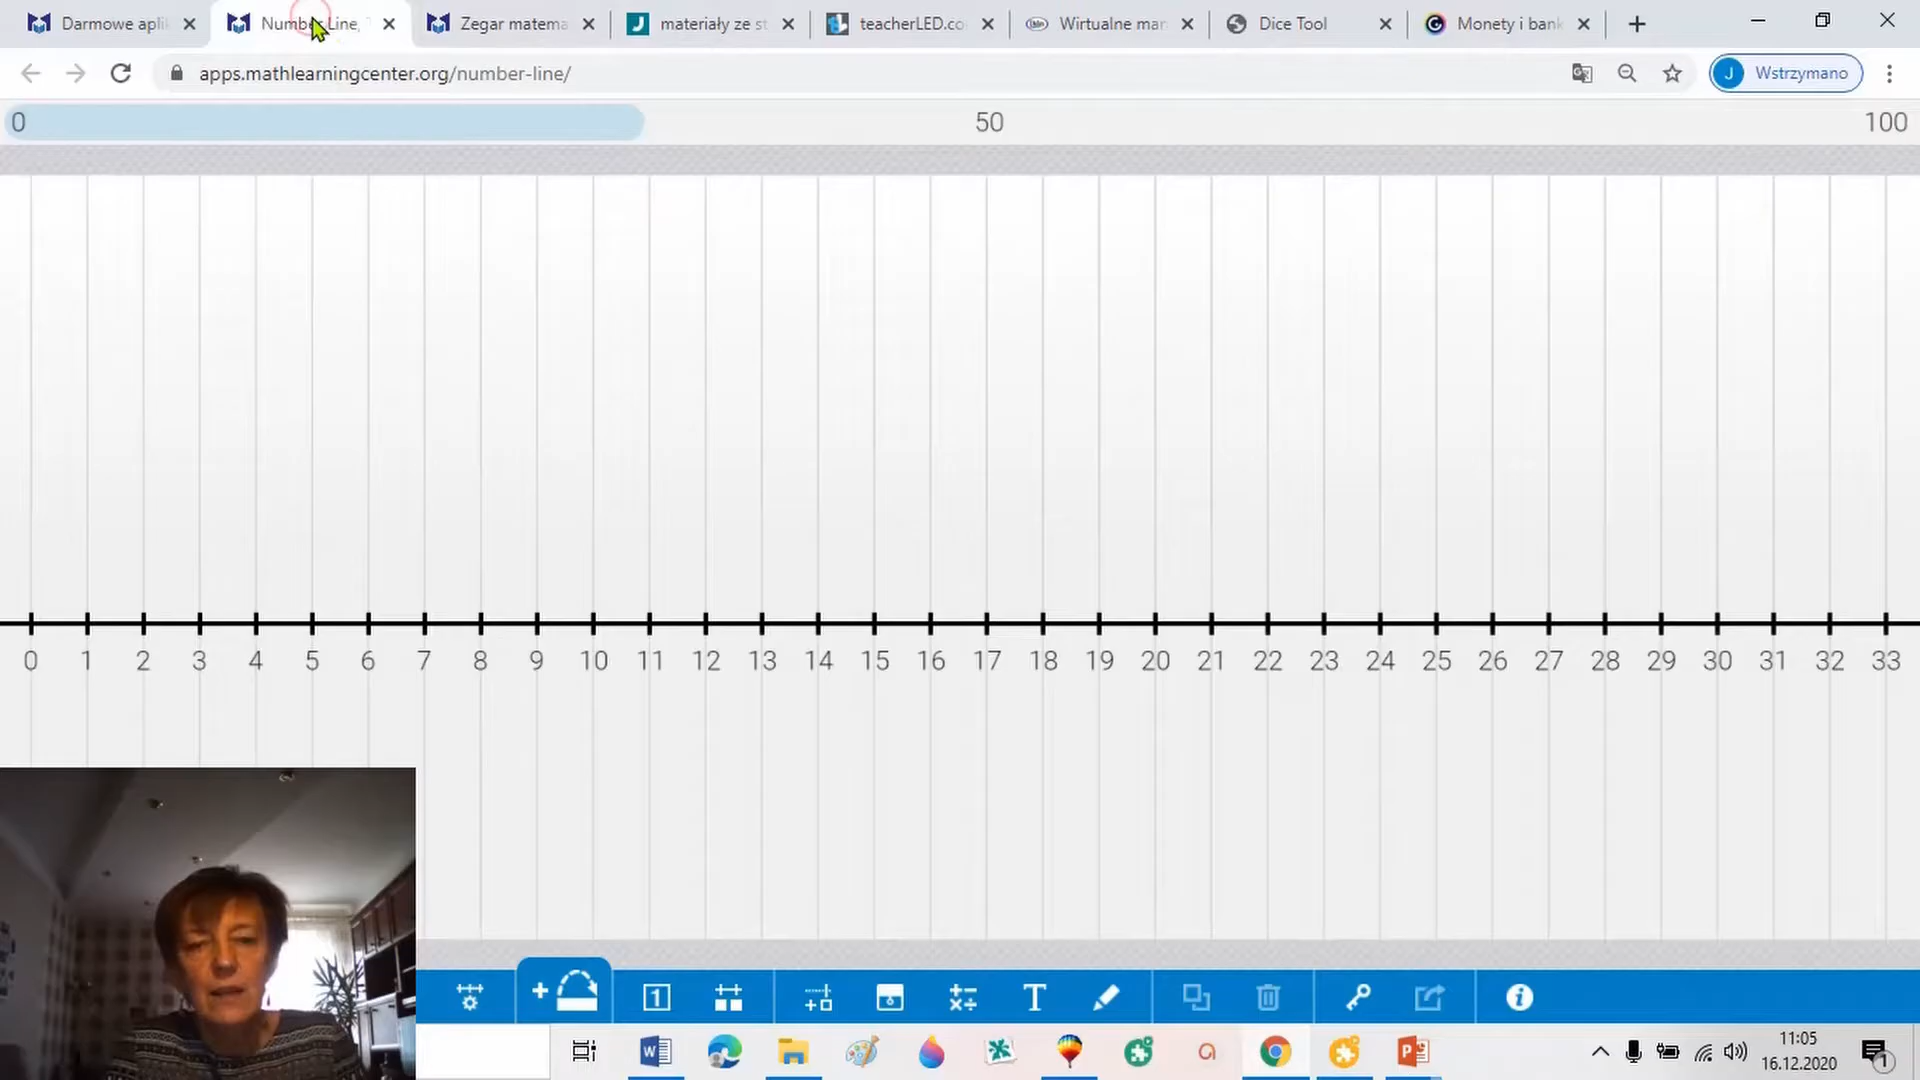 Darmowe apli
Number Line,
Zegar matema
materiały ze st
teacherLED.co
Wirtualne mar
Dice Tool
Monety i bank
apps.mathlearningcenter.org/number-line/
J Wstrzymano
0 50 100
0 1 2 3 4 5 6 7 8 9 10 11 12 13 14 15 16 17 18 19 20 21 22 23 24 25 26 27 28 29 30 31 32 33
1
T
11:05
16.12.2020
1